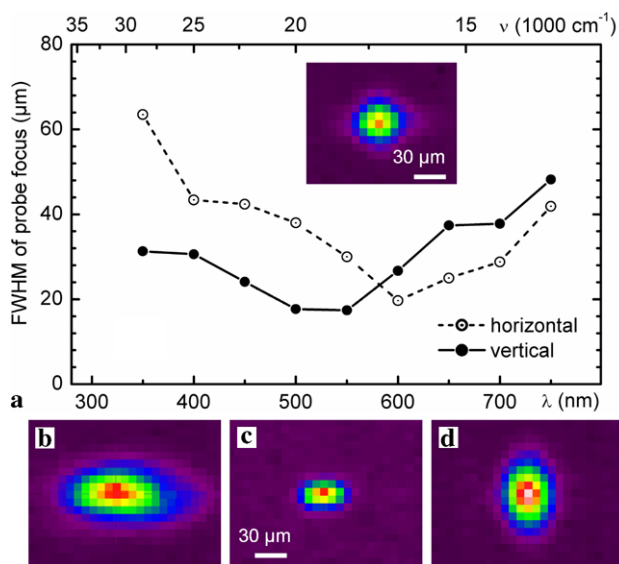 35 30 25 20 15 ν (1000 cm⁻¹)
80
60
40
20
0
FWHM of probe focus (µm)
30 µm
horizontal
vertical
a
300 400 500 600 700 λ (nm)
b
c
30 µm
d